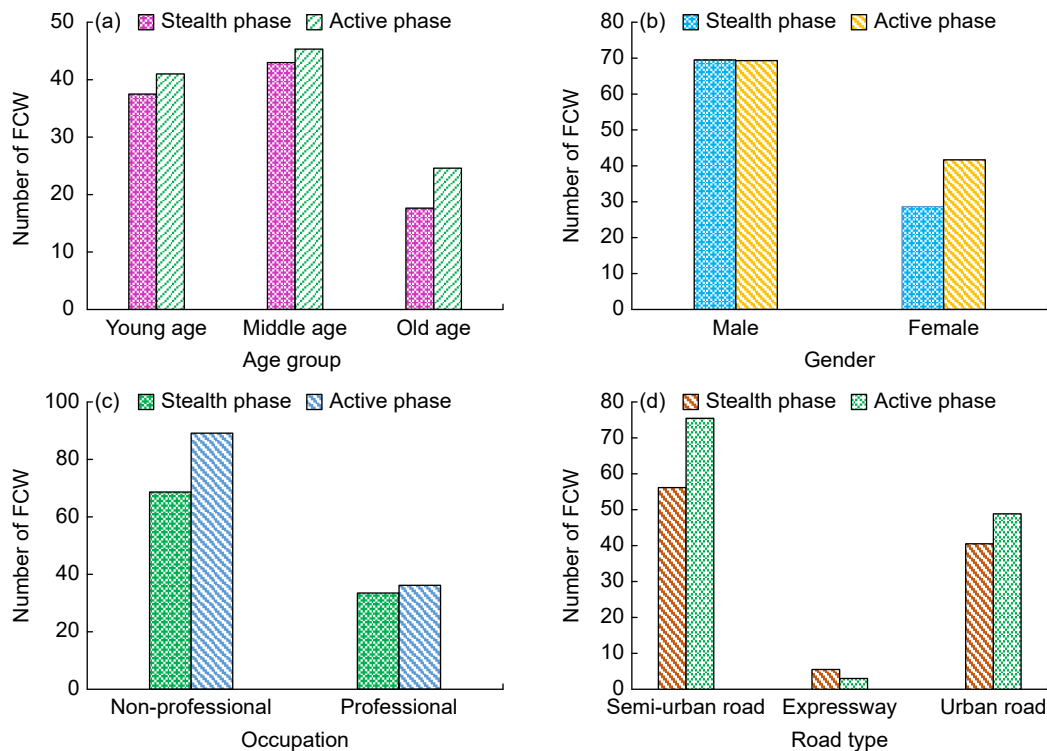 (a) Stealth phase Active phase
50
40
30
20
10
0
Number of FCW
Young age Middle age Old age
Age group
(b) Stealth phase Active phase
80
70
60
50
40
30
20
10
0
Number of FCW
Male Female
Gender
(c) Stealth phase Active phase
100
80
60
40
20
0
Number of FCW
Non-professional Professional
Occupation
(d) Stealth phase Active phase
80
70
60
50
40
30
20
10
0
Number of FCW
Semi-urban road Expressway Urban road
Road type